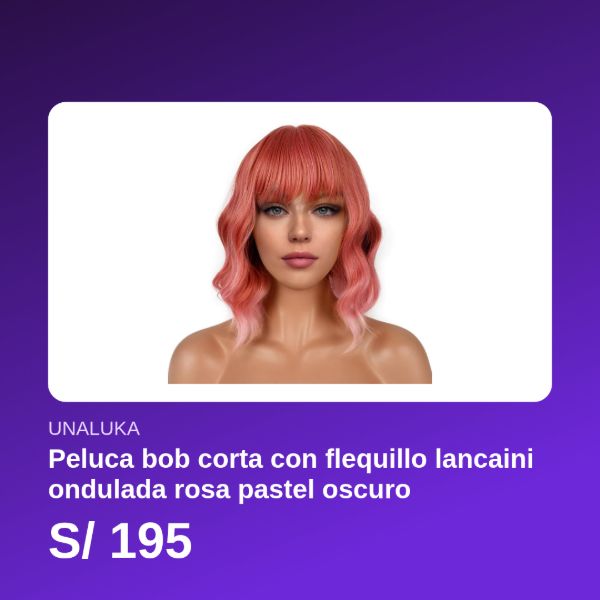 UNALUKA
Peluca bob corta con flequillo lancaini
ondulada rosa pastel oscuro
S/ 195